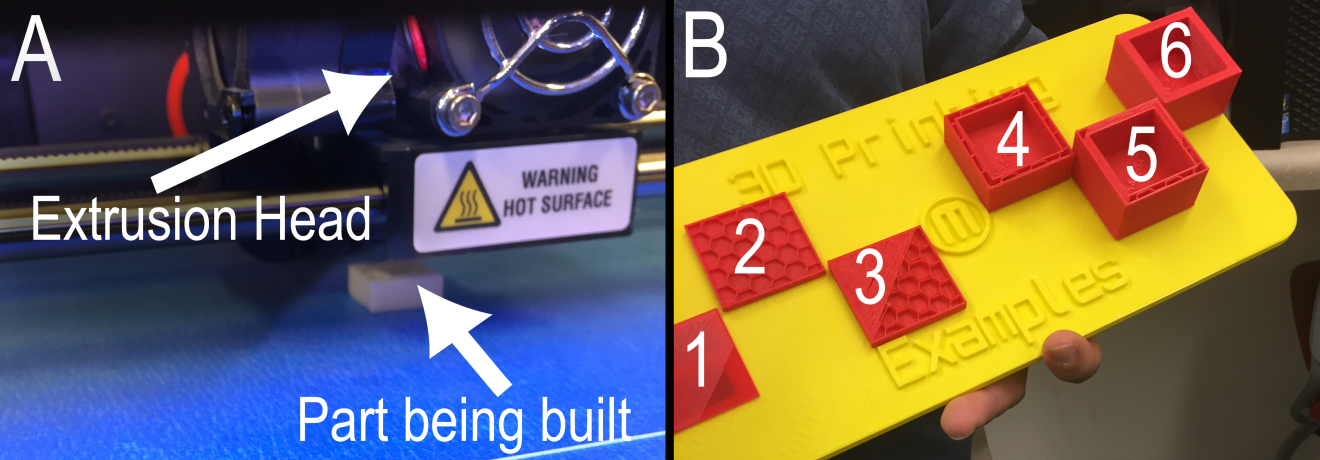 A
Extrusion Head
WARNING
HOT SURFACE
Part being built
B
3D Printing
Examples
1
2
3
4
5
6